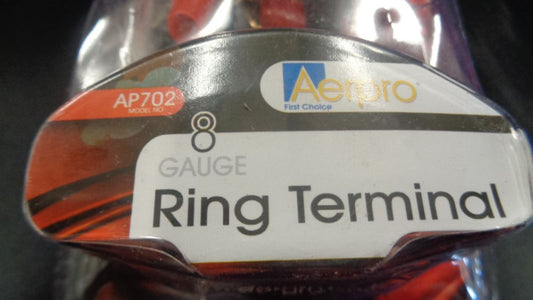 AP702
MODEL NO
Aerpro
First Choice
8
GAUGE
Ring Terminal